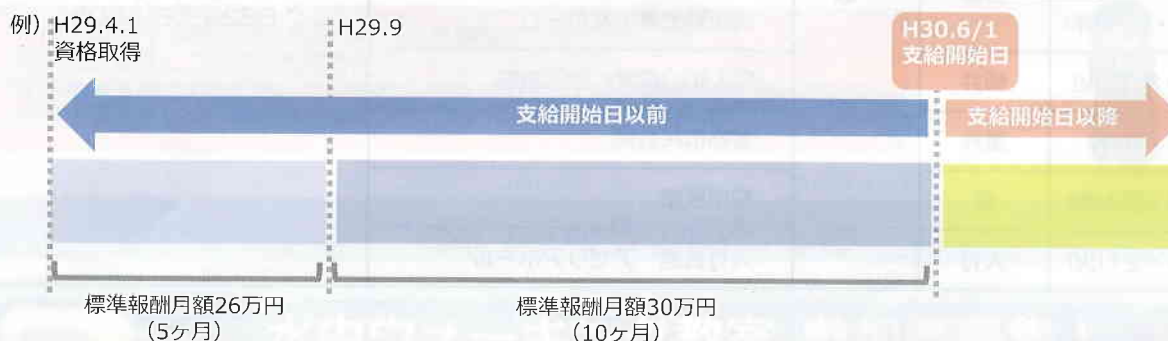 例) H29.4.1
資格取得
H29.9
H30.6/1
支給開始日
支給開始日以前
支給開始日以降
標準報酬月額26万円
(5ヶ月)
標準報酬月額30万円
(10ヶ月)